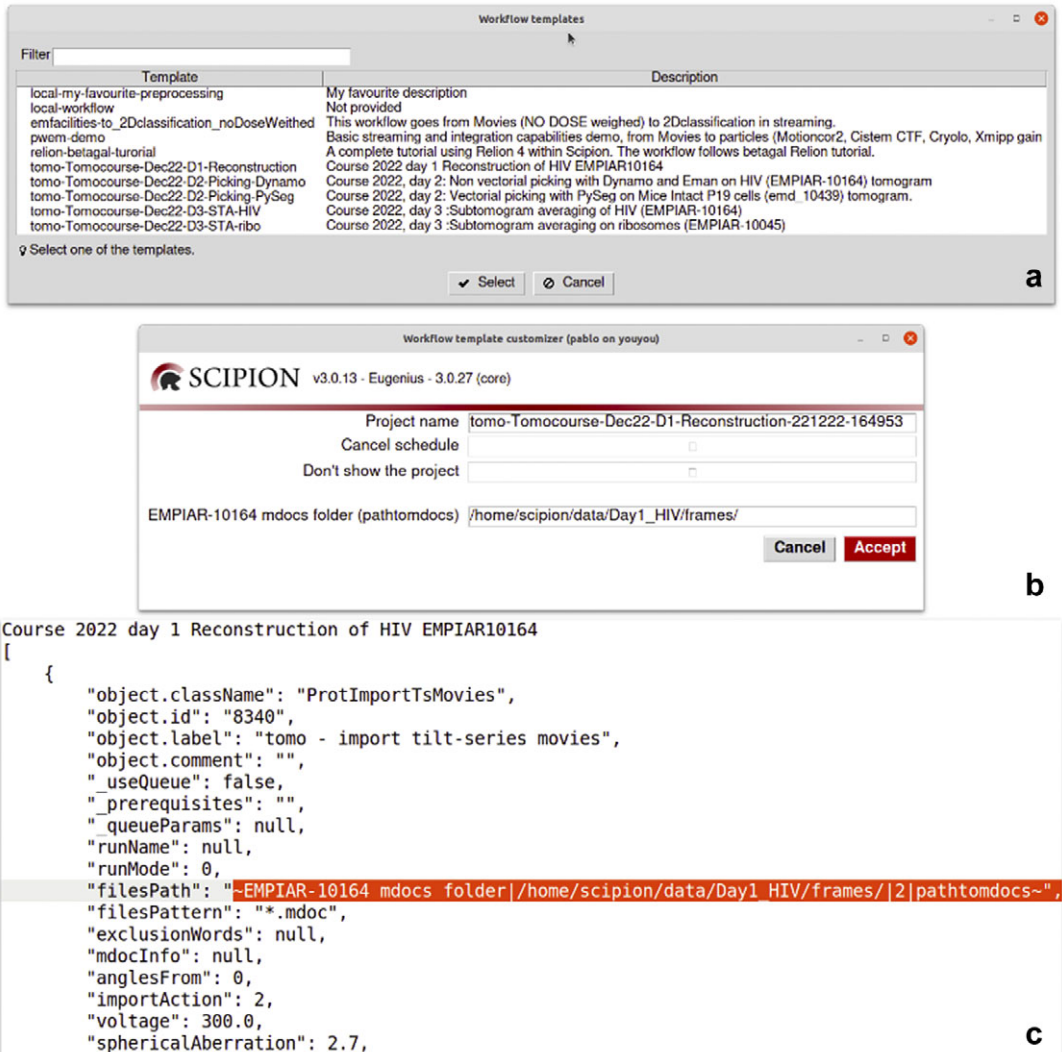 Workflow templates
Filter
Template Description
local-my-favourite-preprocessing My favourite description
local-workflow Not provided
emfacilities-to_2Dclassification_noDoseWeithed This workflow goes from Movies (NO DOSE weighed) to 2Dclassification in streaming.
pwem-demo Basic streaming and integration capabilities demo, from Movies to particles (Motioncor2, Cistem CTF, Cryolo, Xmipp gain
relion-betagal-turorial A complete tutorial using Relion 4 within Scipion. The workflow follows betagal Relion tutorial.
tomo-Tomocourse-Dec22-D1-Reconstruction Course 2022 day 1 Reconstruction of HIV EMPIAR10164
tomo-Tomocourse-Dec22-D2-Picking-Dynamo Course 2022, day 2: Non vectorial picking with Dynamo and Eman on HIV (EMPIAR-10164) tomogram
tomo-Tomocourse-Dec22-D2-Picking-PySeg Course 2022, day 2: Vectorial picking with PySeg on Mice Intact P19 cells (emd_10439) tomogram.
tomo-Tomocourse-Dec22-D3-STA-HIV Course 2022, day 3 :Subtomogram averaging of HIV (EMPIAR-10164)
tomo-Tomocourse-Dec22-D3-STA-ribo Course 2022, day 3 :Subtomogram averaging on ribosomes (EMPIAR-10045)
Select one of the templates.
Select Cancel
a
Workflow template customizer (pablo on youyou)
SCIPION v3.0.13 - Eugenius - 3.0.27 (core)
Project name tomo-Tomocourse-Dec22-D1-Reconstruction-221222-164953
Cancel schedule
Don't show the project
EMPIAR-10164 mdocs folder (pathtomdocs) /home/scipion/data/Day1_HIV/frames/
Cancel Accept
b
Course 2022 day 1 Reconstruction of HIV EMPIAR10164
[
{
"object.className": "ProtImportTsMovies",
"object.id": "8340",
"object.label": "tomo - import tilt-series movies",
"object.comment": "",
"_useQueue": false,
"_prerequisites": "",
"_queueParams": null,
"runName": null,
"runMode": 0,
"filesPath": "~EMPIAR-10164 mdocs folder|/home/scipion/data/Day1_HIV/frames/|2|pathtomdocs~",
"filesPattern": "*.mdoc",
"exclusionWords": null,
"mdocInfo": null,
"anglesFrom": 0,
"importAction": 2,
"voltage": 300.0,
"sphericalAberration": 2.7,
c